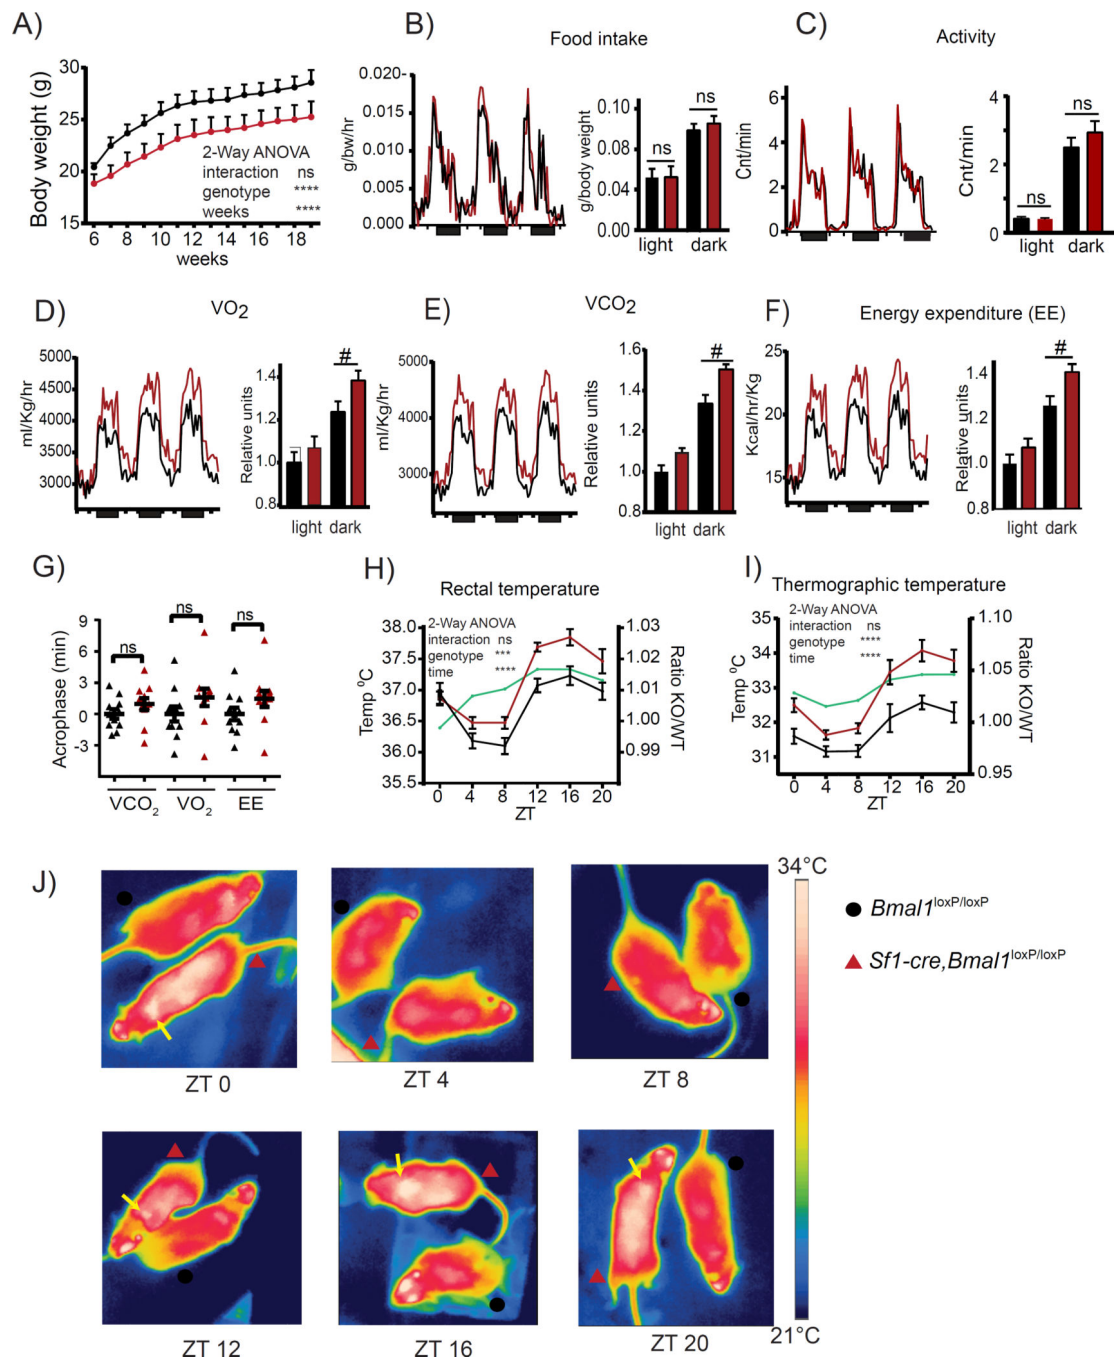 A)
Body weight (g)
30
25
20
15
6 8 10 12 14 16 18
weeks
2-Way ANOVA
interaction ns
genotype ****
weeks ****
B)
Food intake
g/bw/hr
0.020
0.015
0.010
0.005
0.000
g/body weight
0.10
0.05
0.00
ns
ns
light dark
C)
Activity
Cnt/min
6
4
2
0
Cnt/min
4
3
2
0
ns
ns
light dark
D)
VO2
ml/Kg/hr
5000
4500
4000
3500
3000
Relative units
1.4
1.2
1.0
0.8
#
light dark
E)
VCO2
ml/Kg/hr
5000
4000
3000
Relative units
1.6
1.4
1.2
1.0
0.8
#
light dark
F)
Energy expenditure (EE)
Kcal/hr/Kg
25
20
15
Relative units
1.4
1.2
1.0
0.8
#
light dark
G)
Acrophase (min)
9
6
3
0
-3
ns
ns
ns
VCO2 VO2 EE
H)
Rectal temperature
2-Way ANOVA
interaction ns
genotype ***
time ****
Temp ⁰C
38.0
37.5
37.0
36.5
36.0
35.5
1.03
1.02
1.01
1.00
0.99
Ratio KO/WT
0 4 8 12 16 20
ZT
I)
Thermographic temperature
2-Way ANOVA
interaction ns
genotype ****
time ****
Temp ⁰C
35
34
33
32
31
1.10
1.05
1.00
0.95
Ratio KO/WT
0 4 8 12 16 20
ZT
J)
ZT 0
ZT 4
ZT 8
ZT 12
ZT 16
ZT 20
34°C
21°C
Bmal1loxP/loxP
Sf1-cre,Bmal1loxP/loxP